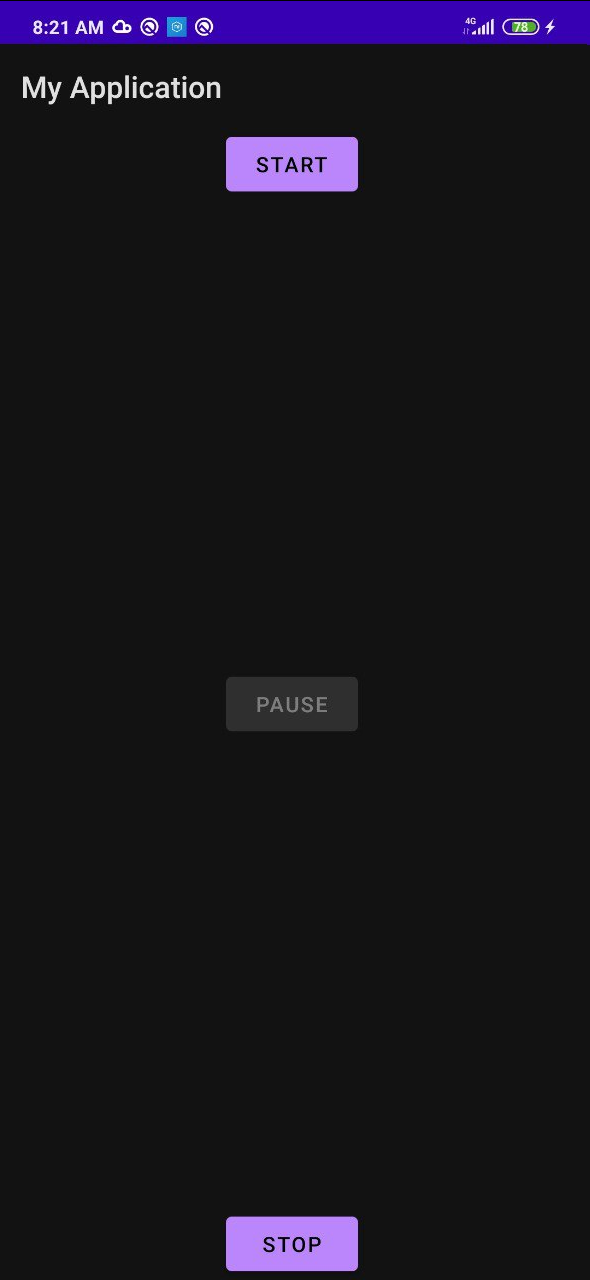 8:21 AM 4G 78
My Application
START
PAUSE
STOP